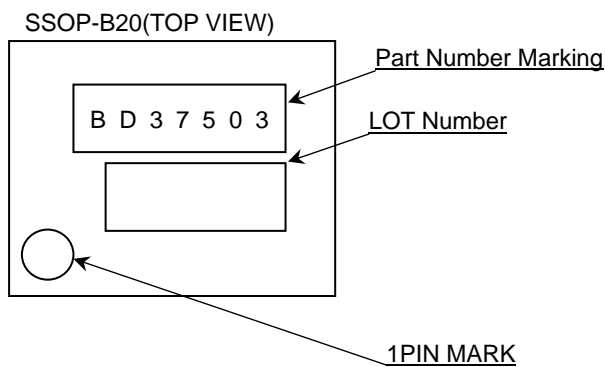 SSOP-B20(TOP VIEW)
Part Number Marking
B D 3 7 5 0 3
LOT Number
1PIN MARK